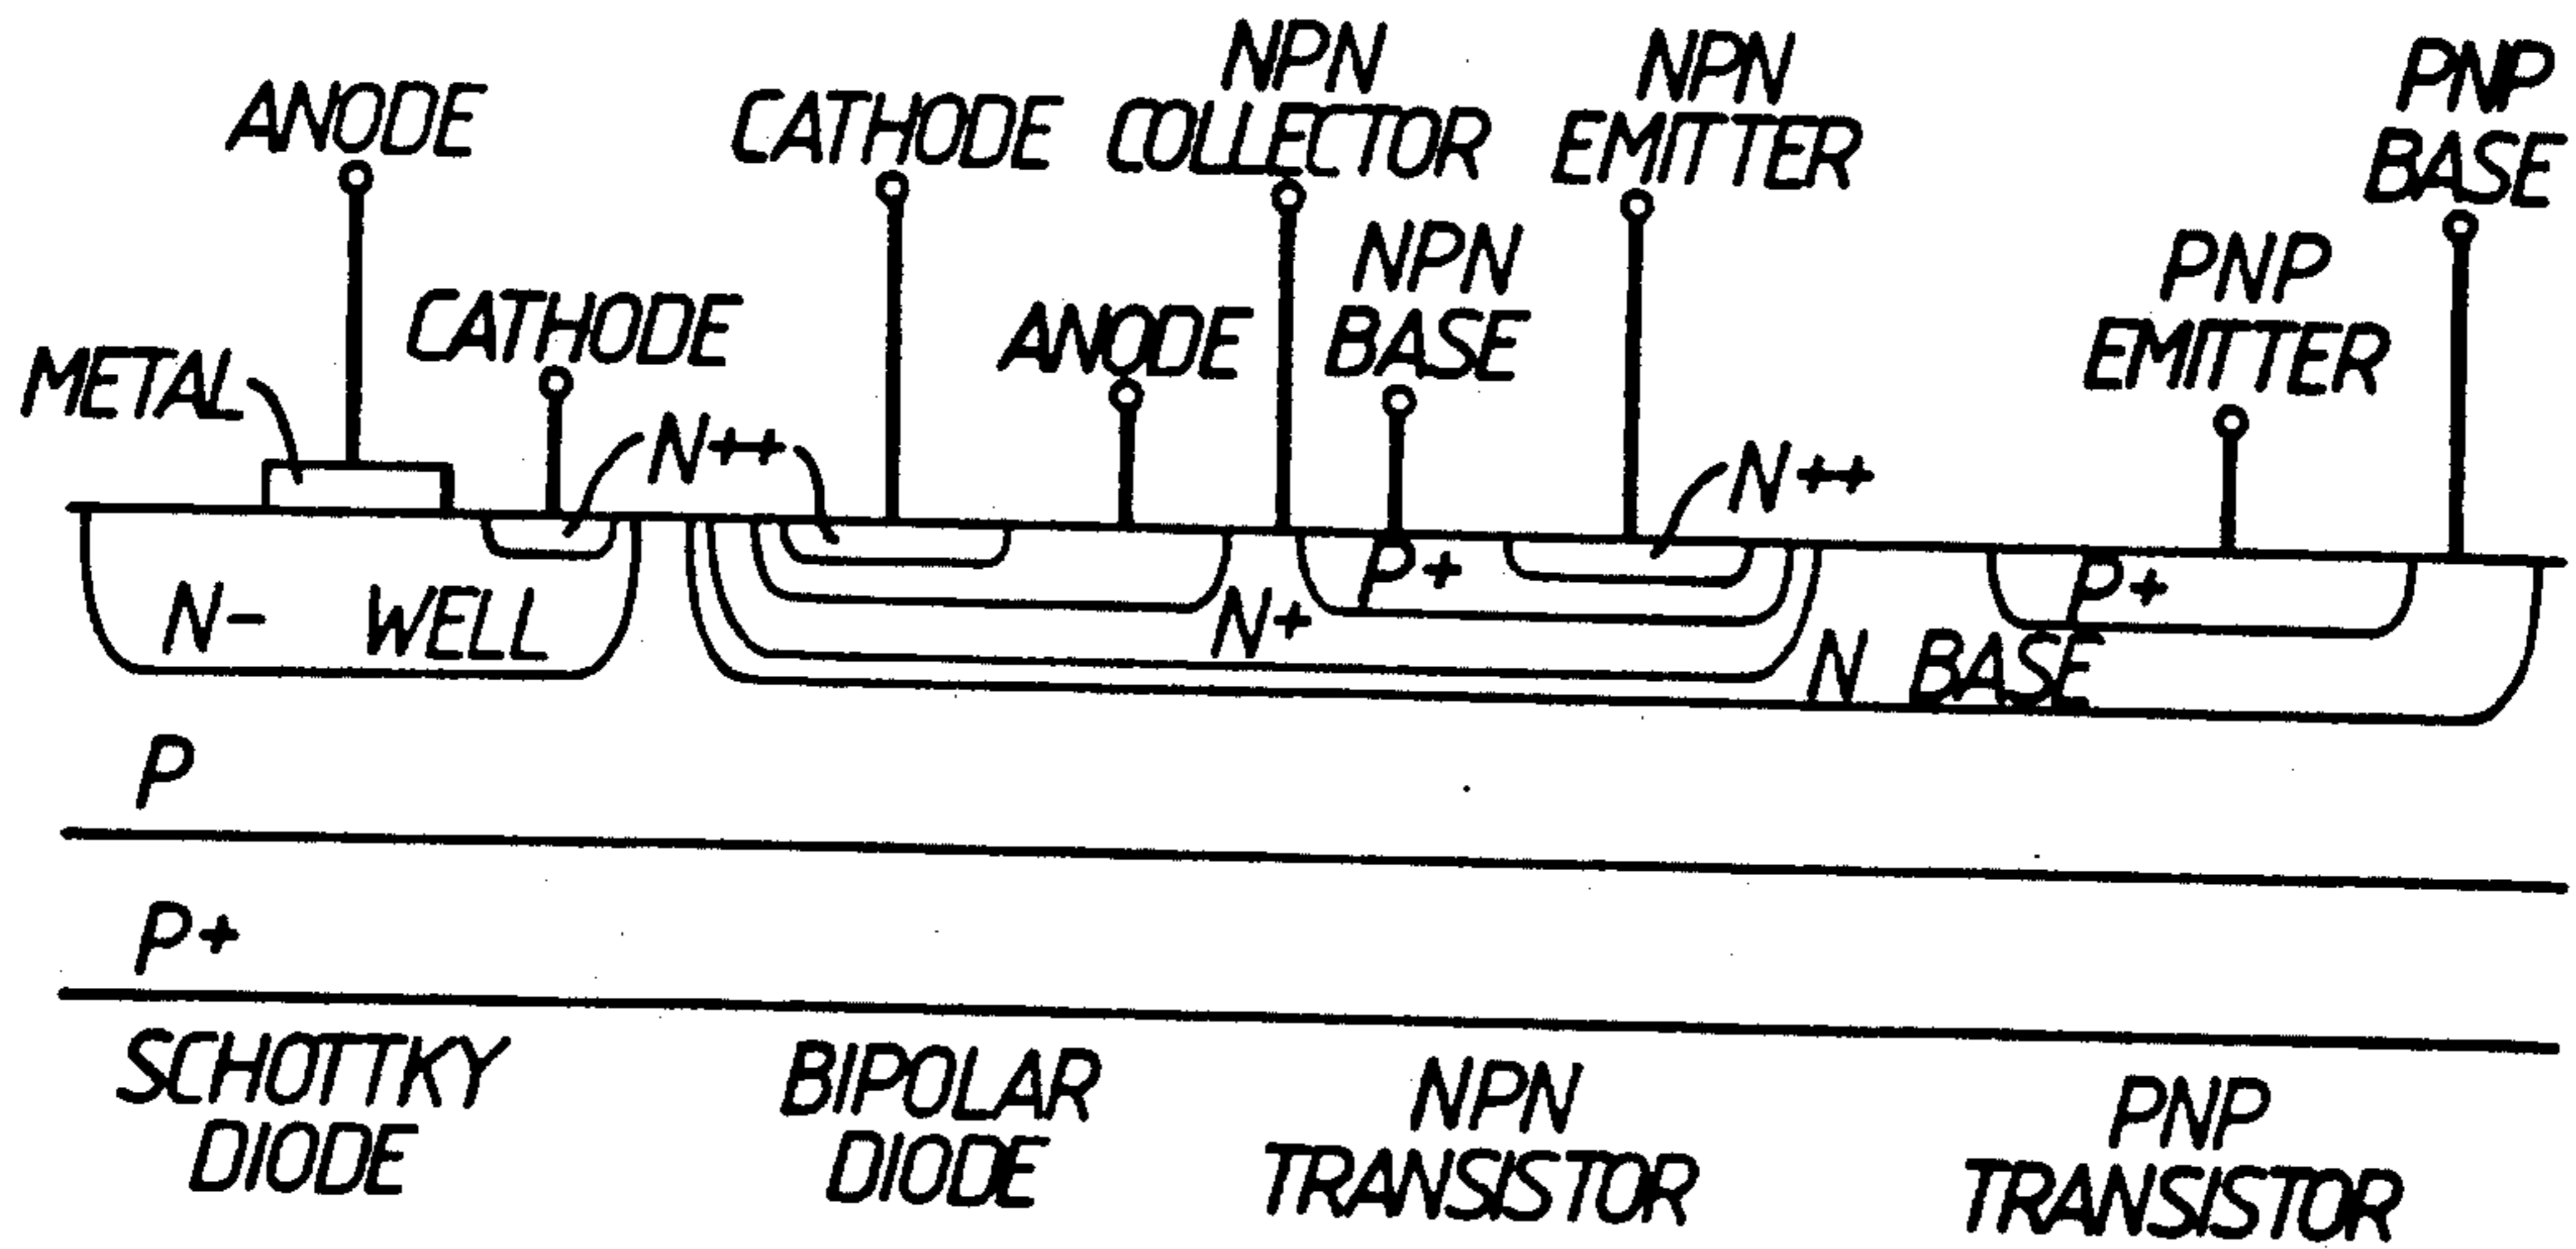 ANODE
CATHODE
NPN
COLLECTOR
NPN
EMITTER
PNP
BASE
METAL
CATHODE
N++
ANODE
NPN
BASE
N++
PNP
EMITTER
N- WELL
N+
P+
N BASE
P+
P
P+
SCHOTTKY
DIODE
BIPOLAR
DIODE
NPN
TRANSISTOR
PNP
TRANSISTOR